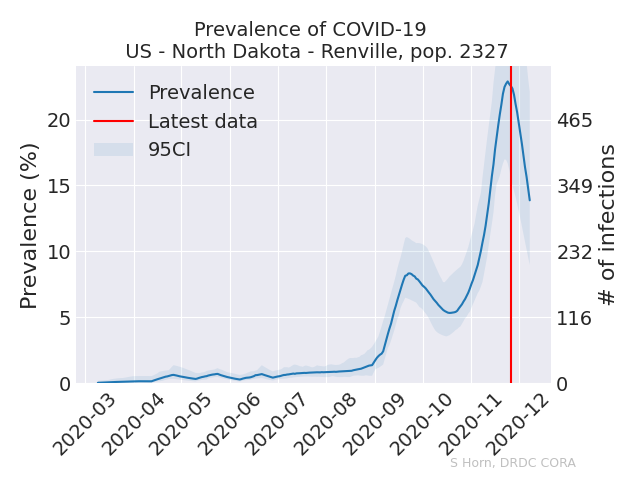 Prevalence of COVID-19
US - North Dakota - Renville, pop. 2327
Prevalence
Latest data
95CI
Prevalence (%)
20
15
10
5
0
465
349
232
116
0
# of infections
2020-03
2020-04
2020-05
2020-06
2020-07
2020-08
2020-09
2020-10
2020-11
2020-12
S Horn, DRDC CORA